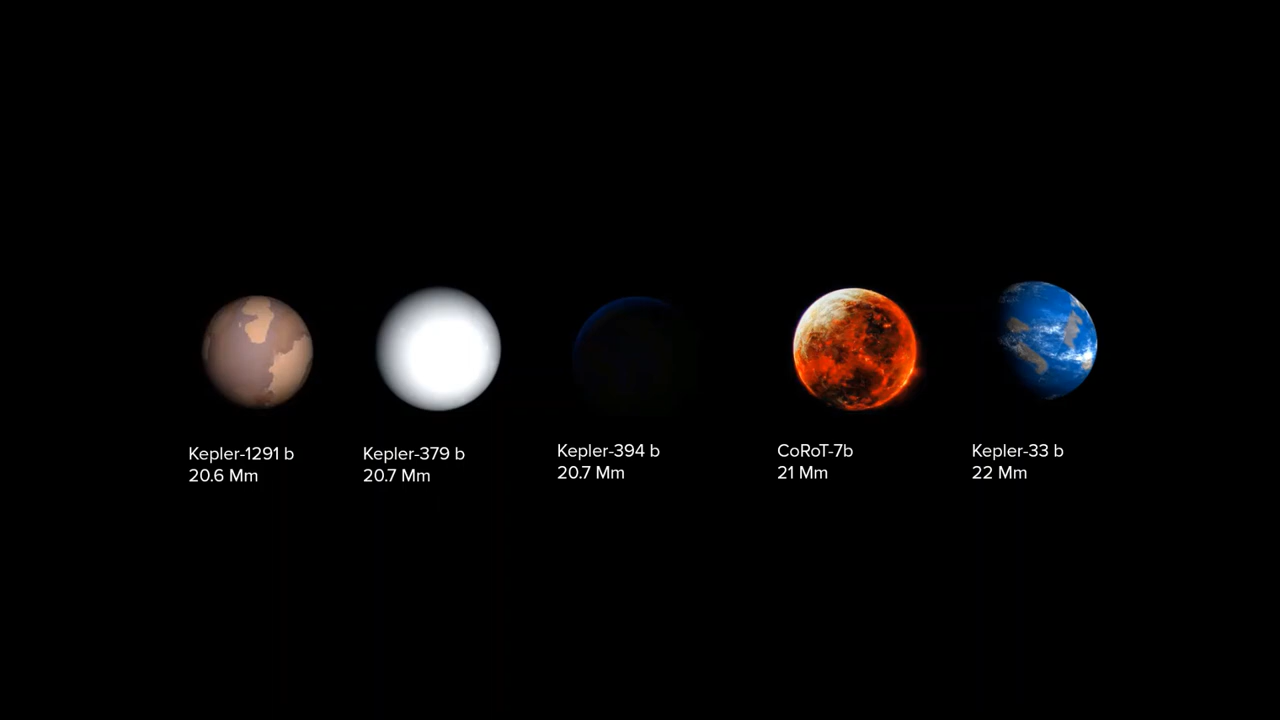 Kepler-1291 b
20.6 Mm
Kepler-379 b
20.7 Mm
Kepler-394 b
20.7 Mm
CoRoT-7b
21 Mm
Kepler-33 b
22 Mm